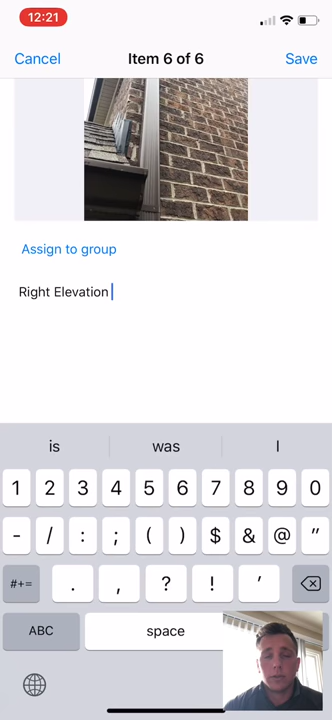 12:21
Cancel
Item 6 of 6
Save
Assign to group
Right Elevation
is
was
I
1 2 3 4 5 6 7 8 9 0
- / : ; ( ) $ & @ "
#+= . , ? ! '
ABC
space